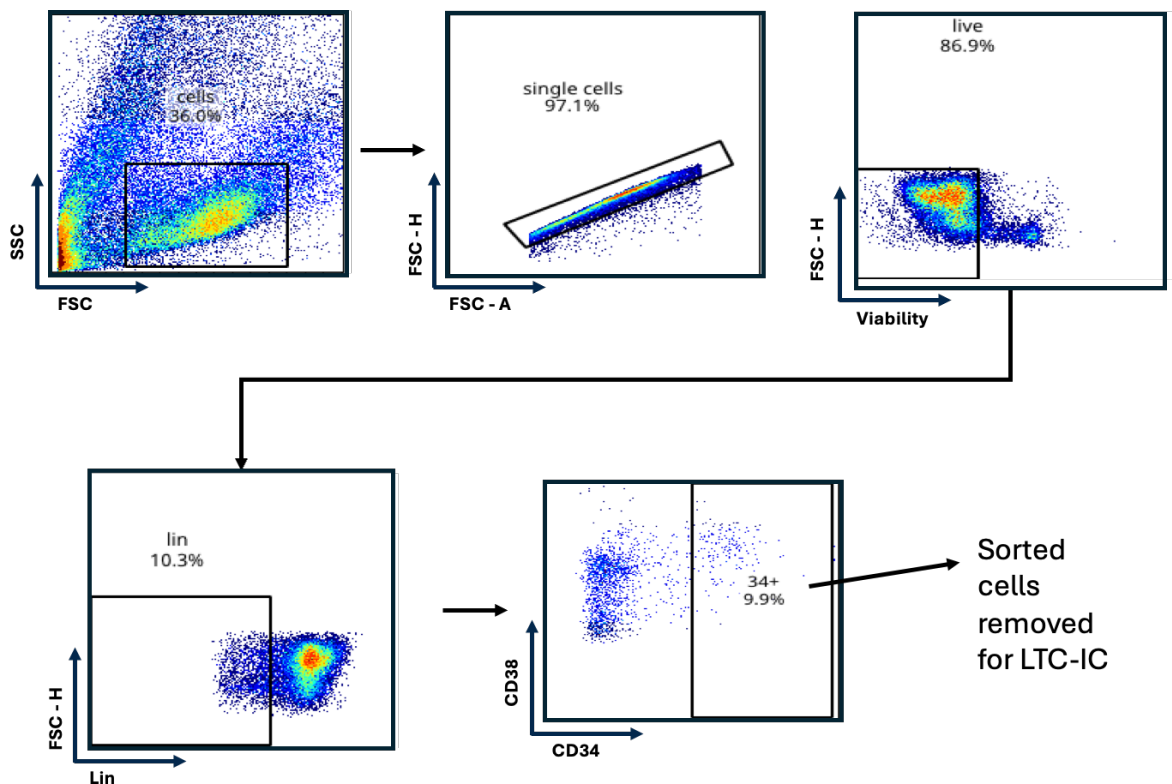 cells
36.0%
SSC
FSC
single cells
97.1%
FSC - H
FSC - A
live
86.9%
FSC - H
Viability
lin
10.3%
FSC - H
Lin
34+
9.9%
CD38
CD34
Sorted
cells
removed
for LTC-IC